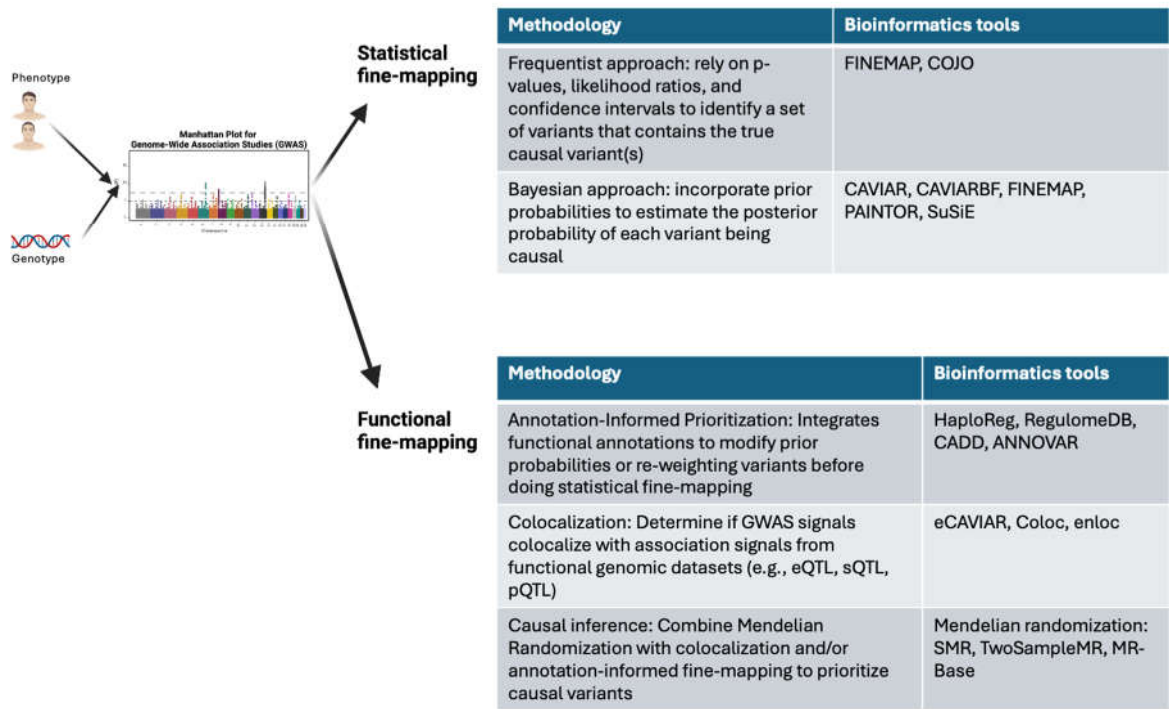 Phenotype
Genotype
Manhattan Plot for
Genome-Wide Association Studies (GWAS)
Chromosome
Statistical
fine-mapping
Methodology
Bioinformatics tools
Frequentist approach: rely on p-
values, likelihood ratios, and
confidence intervals to identify a set
of variants that contains the true
causal variant(s)
FINEMAP, COJO
Bayesian approach: incorporate prior
probabilities to estimate the posterior
probability of each variant being
causal
CAVIAR, CAVIARBF, FINEMAP,
PAINTOR, SuSiE
Functional
fine-mapping
Methodology
Bioinformatics tools
Annotation-Informed Prioritization: Integrates
functional annotations to modify prior
probabilities or re-weighting variants before
doing statistical fine-mapping
HaploReg, RegulomeDB,
CADD, ANNOVAR
Colocalization: Determine if GWAS signals
colocalize with association signals from
functional genomic datasets (e.g., eQTL, sQTL,
pQTL)
eCAVIAR, Coloc, enloc
Causal inference: Combine Mendelian
Randomization with colocalization and/or
annotation-informed fine-mapping to prioritize
causal variants
Mendelian randomization:
SMR, TwoSampleMR, MR-
Base